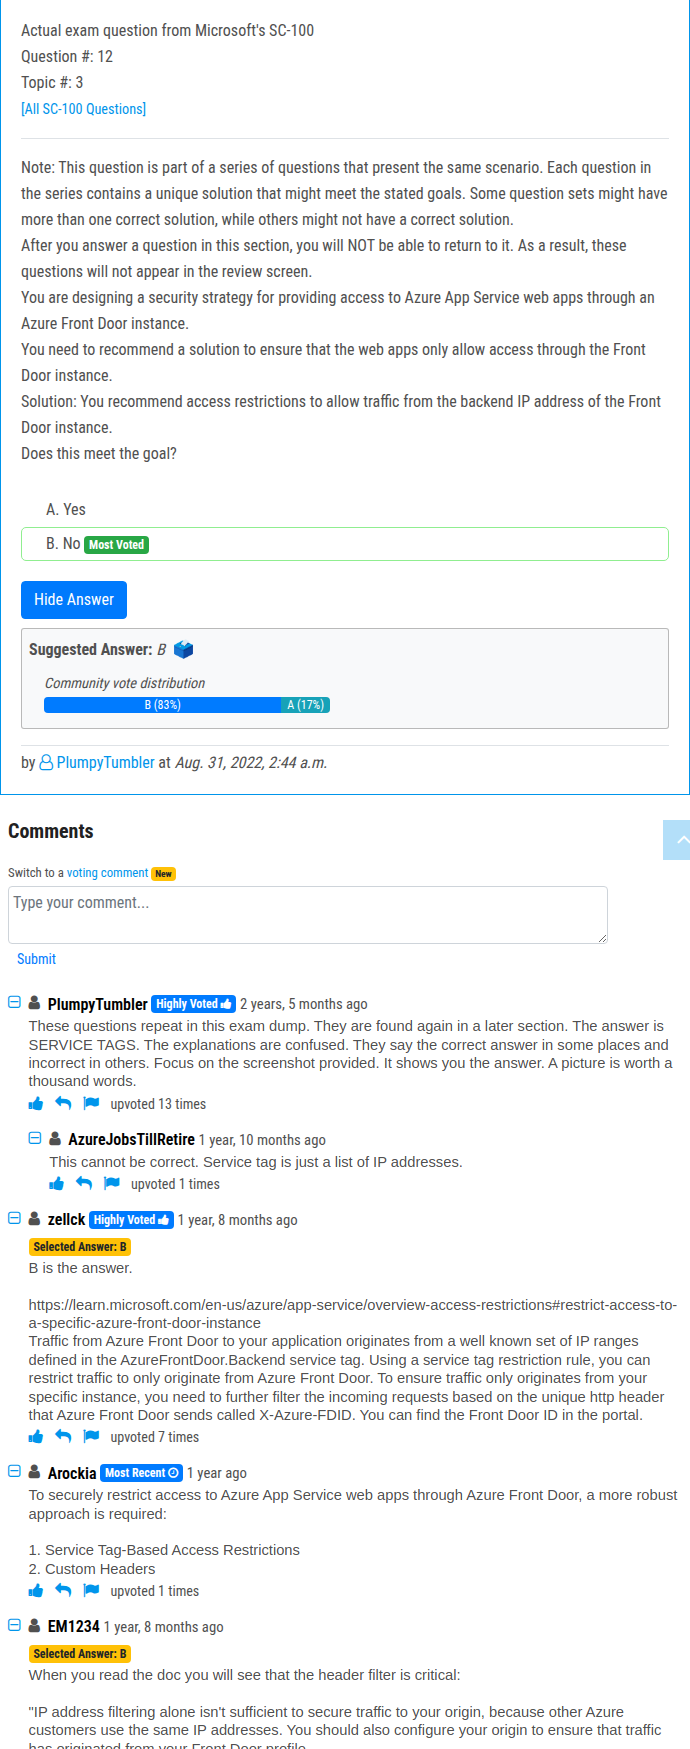 Actual exam question from Microsoft's SC-100
Question #: 12
Topic #: 3
[All SC-100 Questions]
Note: This question is part of a series of questions that present the same scenario. Each question in
the series contains a unique solution that might meet the stated goals. Some question sets might have
more than one correct solution, while others might not have a correct solution.
After you answer a question in this section, you will NOT be able to return to it. As a result, these
questions will not appear in the review screen.
You are designing a security strategy for providing access to Azure App Service web apps through an
Azure Front Door instance.
You need to recommend a solution to ensure that the web apps only allow access through the Front
Door instance.
Solution: You recommend access restrictions to allow traffic from the backend IP address of the Front
Door instance.
Does this meet the goal?
A. Yes
B. No Most Voted
Hide Answer
Suggested Answer: B
Community vote distribution
B (83%) A (17%)
by PlumpyTumbler at Aug. 31, 2022, 2:44 a.m.
Comments
Switch to a voting comment New
Type your comment...
Submit
PlumpyTumbler Highly Voted 2 years, 5 months ago
These questions repeat in this exam dump. They are found again in a later section. The answer is
SERVICE TAGS. The explanations are confused. They say the correct answer in some places and
incorrect in others. Focus on the screenshot provided. It shows you the answer. A picture is worth a
thousand words.
upvoted 13 times
AzureJobsTillRetire 1 year, 10 months ago
This cannot be correct. Service tag is just a list of IP addresses.
upvoted 1 times
zellck Highly Voted 1 year, 8 months ago
Selected Answer: B
B is the answer.
https://learn.microsoft.com/en-us/azure/app-service/overview-access-restrictions#restrict-access-to-
a-specific-azure-front-door-instance
Traffic from Azure Front Door to your application originates from a well known set of IP ranges
defined in the AzureFrontDoor.Backend service tag. Using a service tag restriction rule, you can
restrict traffic to only originate from Azure Front Door. To ensure traffic only originates from your
specific instance, you need to further filter the incoming requests based on the unique http header
that Azure Front Door sends called X-Azure-FDID. You can find the Front Door ID in the portal.
upvoted 7 times
Arockia Most Recent 1 year ago
To securely restrict access to Azure App Service web apps through Azure Front Door, a more robust
approach is required:
1. Service Tag-Based Access Restrictions
2. Custom Headers
upvoted 1 times
EM1234 1 year, 8 months ago
Selected Answer: B
When you read the doc you will see that the header filter is critical:
"IP address filtering alone isn't sufficient to secure traffic to your origin, because other Azure
customers use the same IP addresses. You should also configure your origin to ensure that traffic
has originated from your Front Door profile